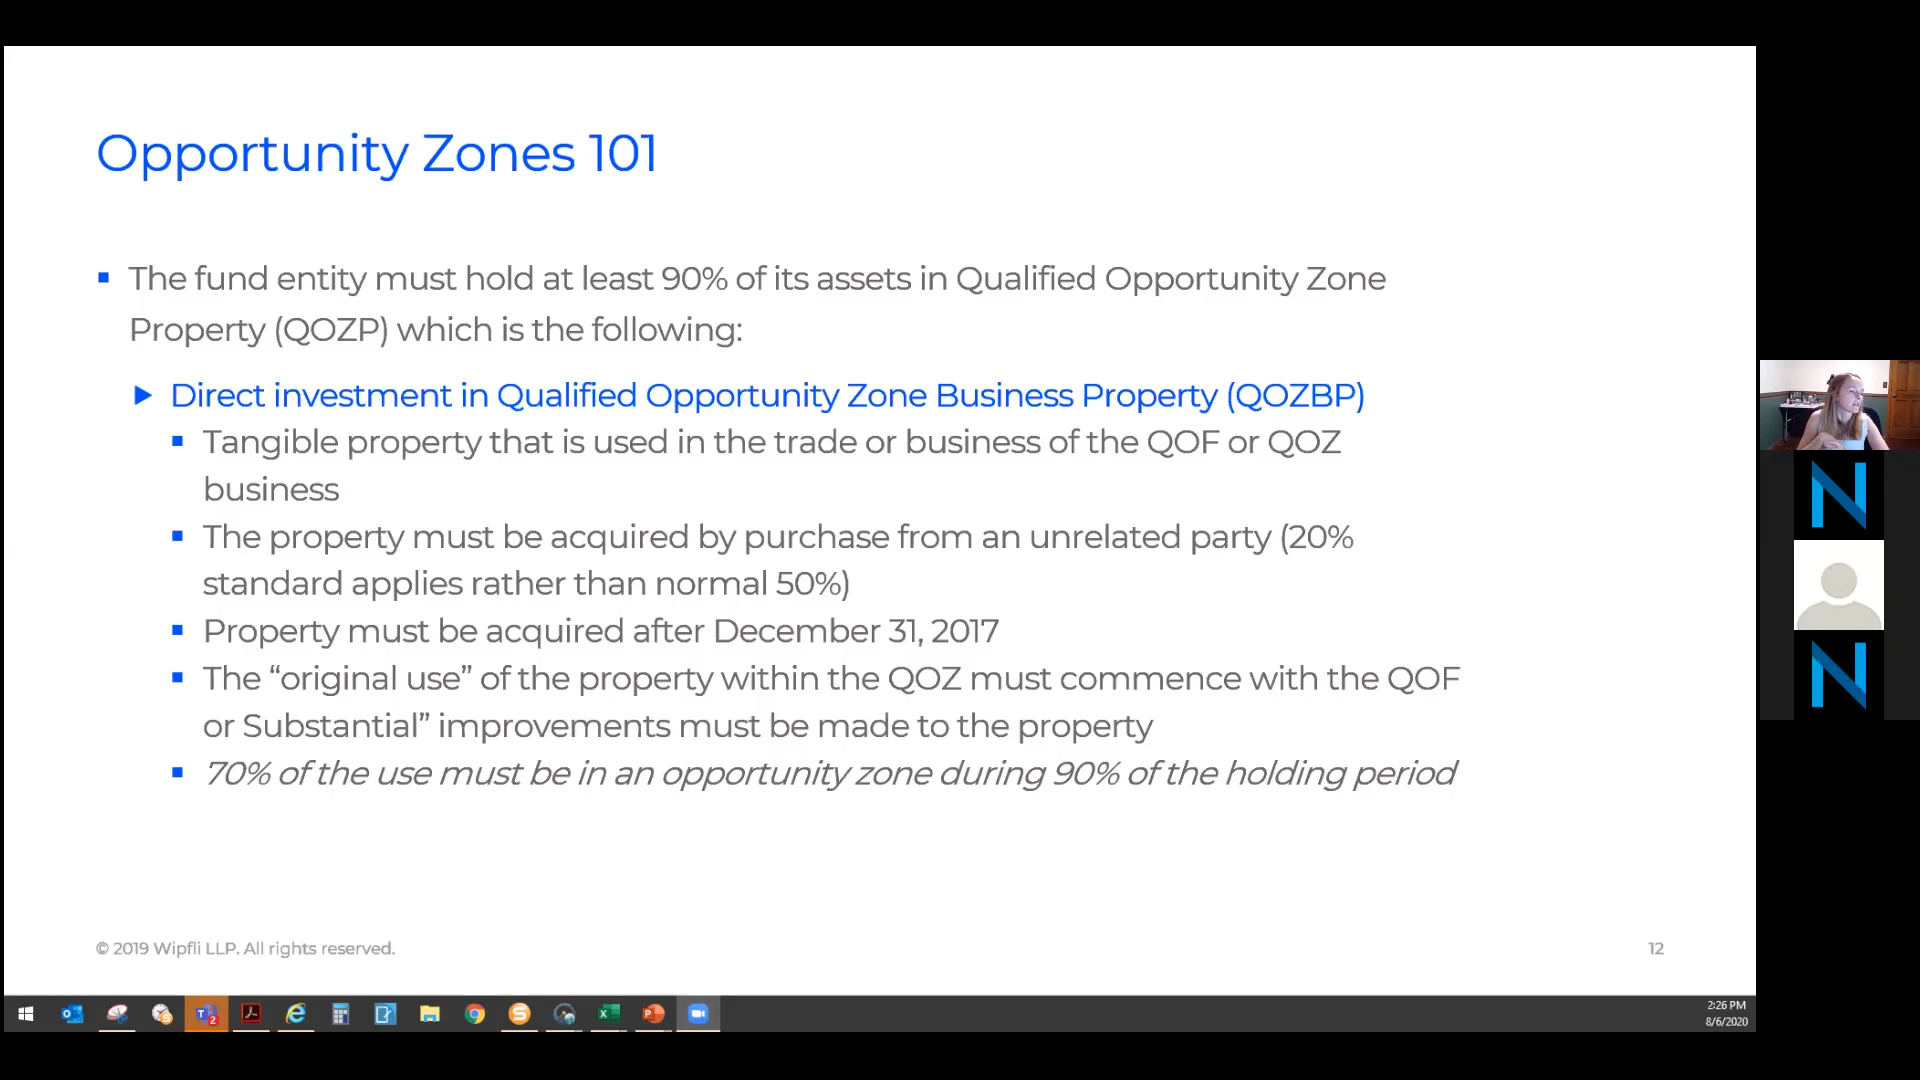 Opportunity Zones 101
The fund entity must hold at least 90% of its assets in Qualified Opportunity Zone
Property (QOZP) which is the following:
Direct investment in Qualified Opportunity Zone Business Property (QOZBP)
Tangible property that is used in the trade or business of the QOF or QOZ
business
The property must be acquired by purchase from an unrelated party (20%
standard applies rather than normal 50%)
Property must be acquired after December 31, 2017
The “original use” of the property within the QOZ must commence with the QOF
or Substantial” improvements must be made to the property
70% of the use must be in an opportunity zone during 90% of the holding period
© 2019 Wipfli LLP. All rights reserved.
12
2:26 PM
8/6/2020